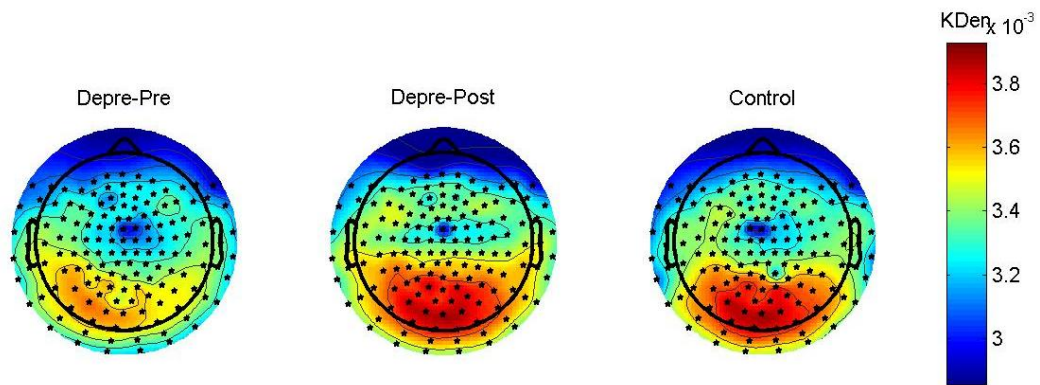 KDen x 10-3
Depre-Pre
Depre-Post
Control
3.8
3.6
3.4
3.2
3